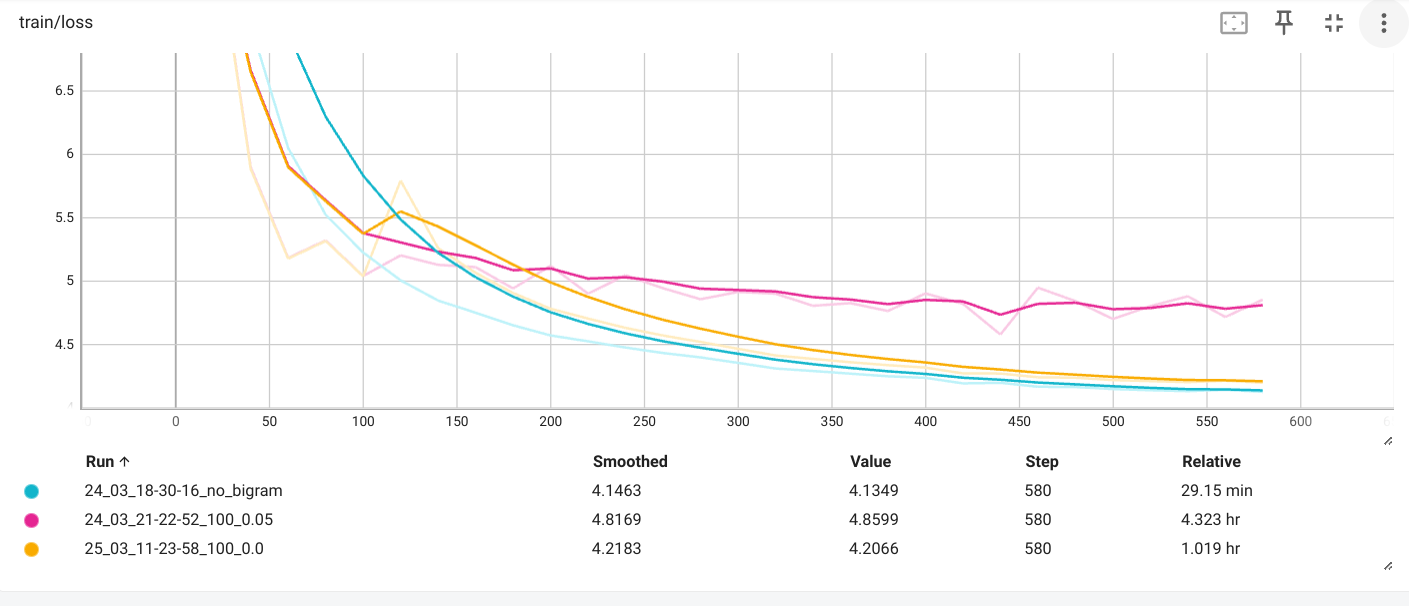 train/loss
6.5
6
5.5
5
4.5
4
0 0 50 100 150 200 250 300 350 400 450 500 550 600
Run ↑ Smoothed Value Step Relative
24_03_18-30-16_no_bigram 4.1463 4.1349 580 29.15 min
24_03_21-22-52_100_0.05 4.8169 4.8599 580 4.323 hr
25_03_11-23-58_100_0.0 4.2183 4.2066 580 1.019 hr